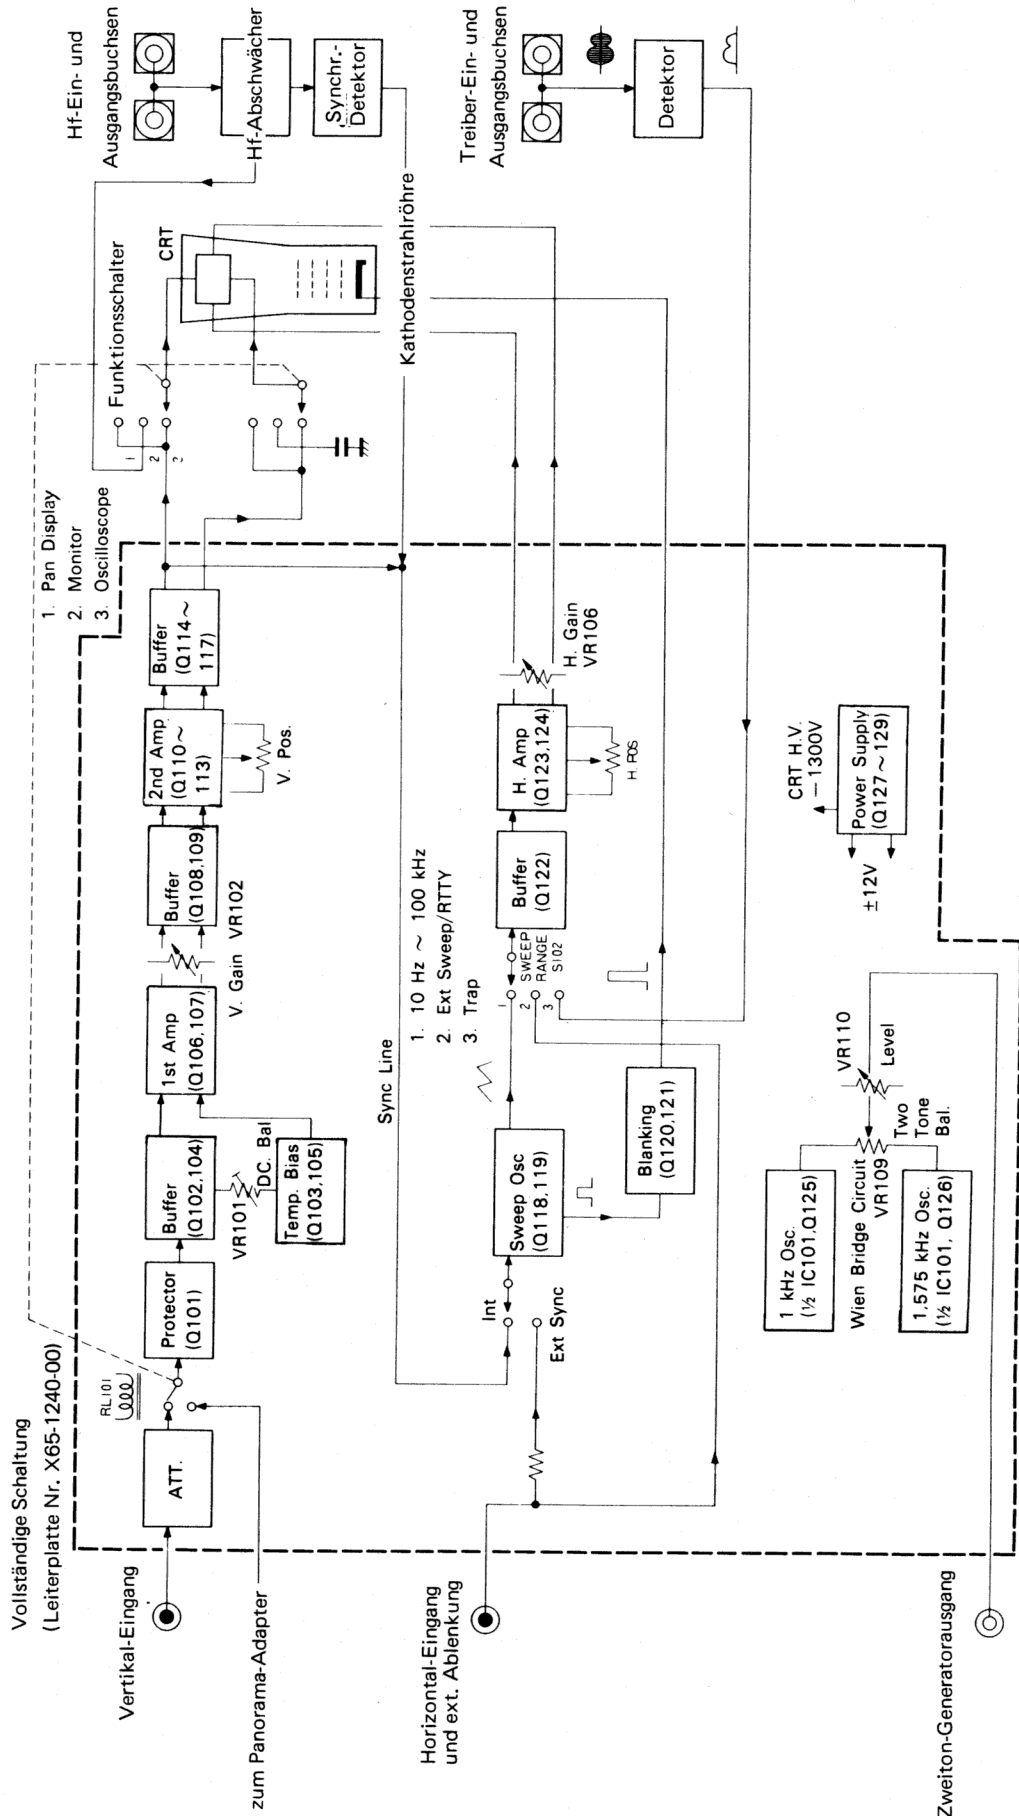 Vollständige Schaltung
(Leiterplatte Nr. X65-1240-00)
Vertikal-Eingang
zum Panorama-Adapter
ATT.
RL101
Protector
(Q101)
Buffer
(Q102,104)
VR101
DC. Bal
Temp. Bias
(Q103,105)
1st Amp
(Q106,107)
V. Gain VR102
Buffer
(Q108,109)
2nd Amp
(Q110～
113)
V. Pos.
Buffer
(Q114～
117)
1. Pan Display
2. Monitor
3. Oscilloscope
1
2
3
Funktionsschalter
CRT
Kathodenstrahlröhre
Hf-Ein- und
Ausgangsbuchsen
Hf-Abschwächer
Synchr.-
Detektor
Treiber-Ein- und
Ausgangsbuchsen
Detektor
Horizontal-Eingang
und ext. Ablenkung
Sync Line
Int
Ext Sync
Sweep Osc
(Q118,119)
Blanking
(Q120,121)
1. 10 Hz ～ 100 kHz
2. Ext Sweep/RTTY
3. Trap
1
2
3
SWEEP
RANGE
S102
Buffer
(Q122)
H. Amp
(Q123,124)
H. POS
H. Gain
VR106
CRT H.V.
−1300V
Power Supply
(Q127～129)
±12V
1 kHz Osc.
(½ IC101,Q125)
Wien Bridge Circuit
VR109
1,575 kHz Osc.
(½ IC101, Q126)
Two
Tone
Bal.
VR110
Level
Zweiton-Generatorausgang